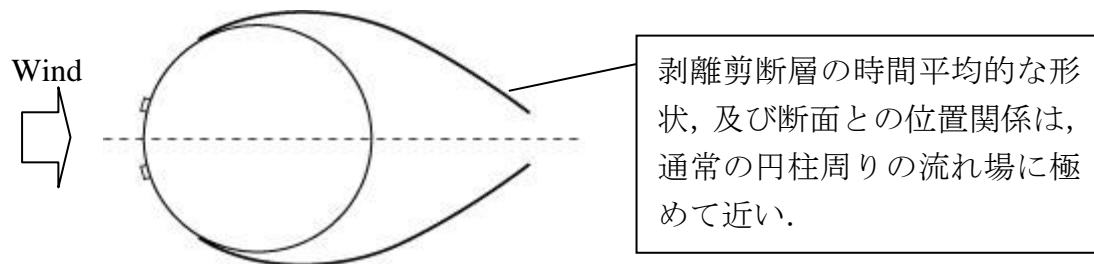 Wind
剥離剪断層の時間平均的な形
状, 及び断面との位置関係は,
通常の円柱周りの流れ場に極
めて近い.